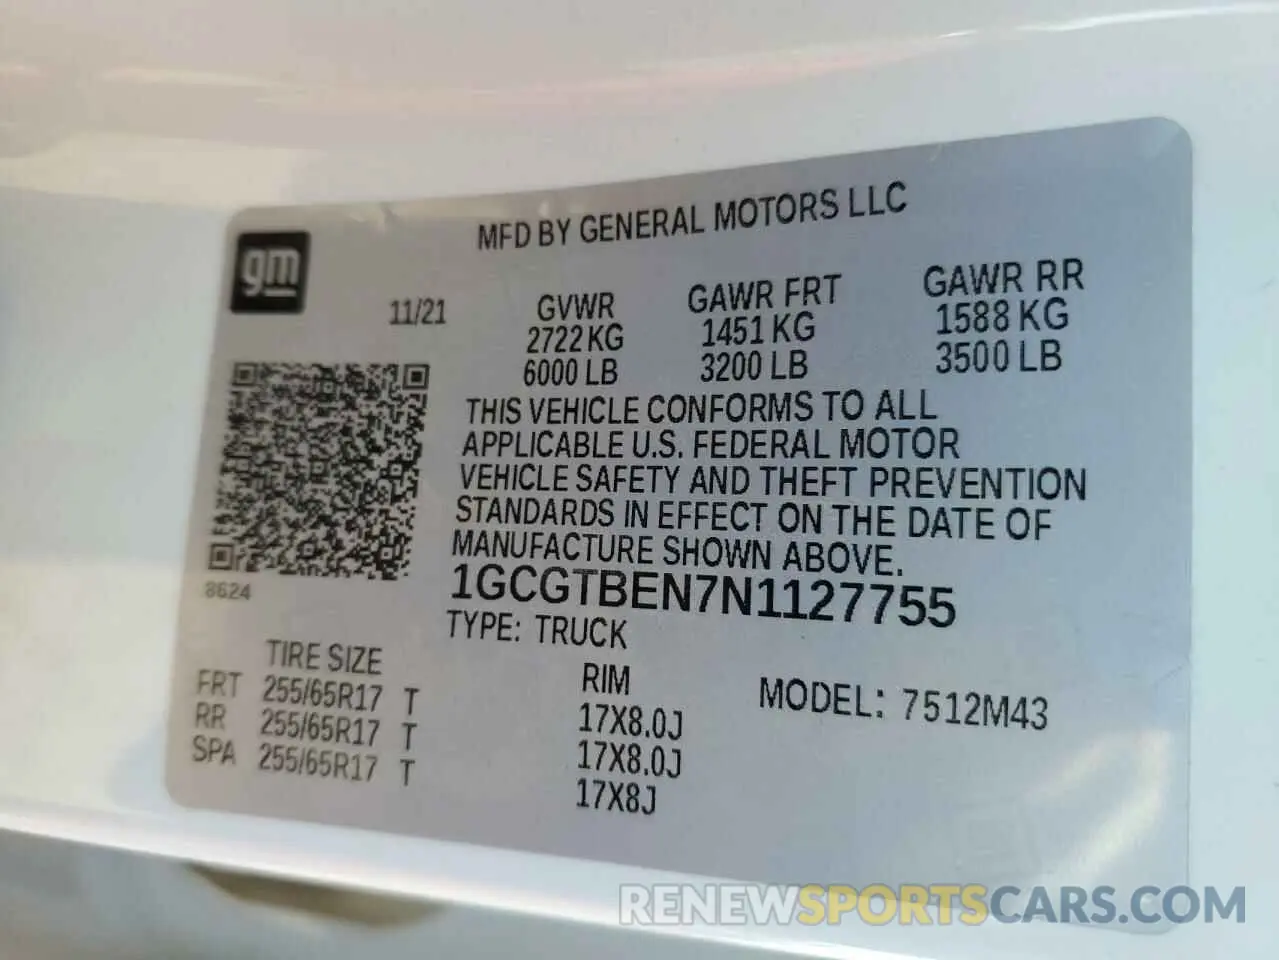 MFD BY GENERAL MOTORS LLC
gm
11/21 GVWR GAWR FRT GAWR RR
2722 KG 1451 KG 1588 KG
6000 LB 3200 LB 3500 LB
THIS VEHICLE CONFORMS TO ALL
APPLICABLE U.S. FEDERAL MOTOR
VEHICLE SAFETY AND THEFT PREVENTION
STANDARDS IN EFFECT ON THE DATE OF
MANUFACTURE SHOWN ABOVE.
8624
1GCGTBEN7N1127755
TYPE: TRUCK
TIRE SIZE RIM MODEL: 7512M43
FRT 255/65R17 T 17X8.0J
RR 255/65R17 T 17X8.0J
SPA 255/65R17 T 17X8J
RENEWSPORTSCARS.COM